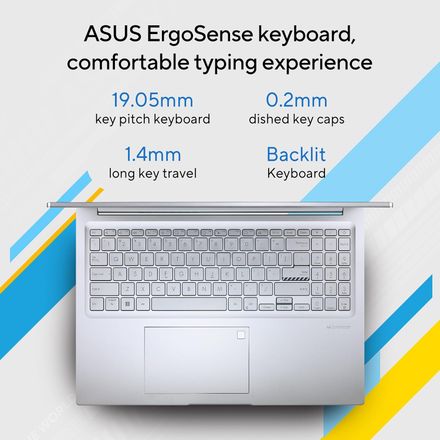 ASUS ErgoSense keyboard,
comfortable typing experience
19.05mm
key pitch keyboard
0.2mm
dished key caps
1.4mm
long key travel
Backlit
Keyboard